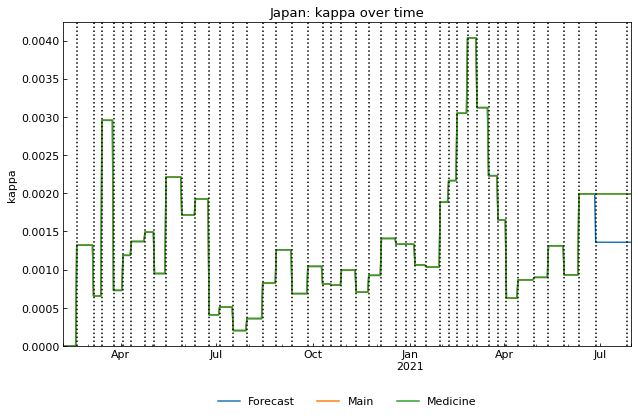 Japan: kappa over time
kappa
0.0040
0.0035
0.0030
0.0025
0.0020
0.0015
0.0010
0.0005
0.0000
Apr Jul Oct Jan Apr Jul
2021
Forecast Main Medicine